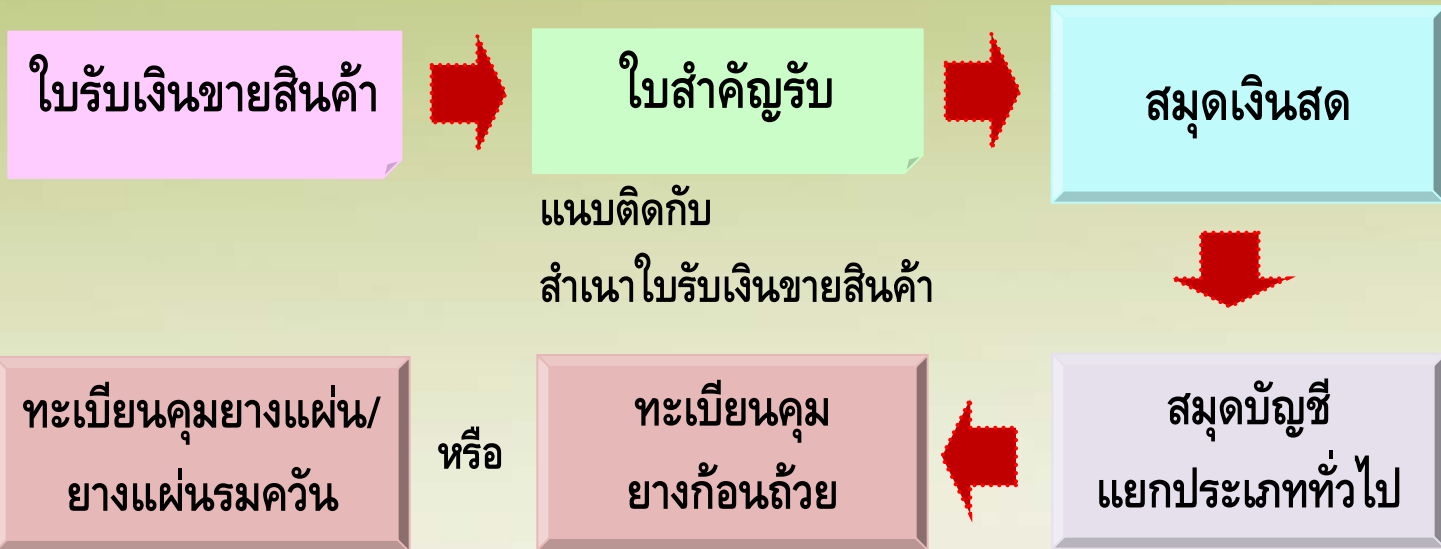 ใบรับเงินขายสินค้า
ใบสำคัญรับ
สมุดเงินสด
แนบติดกับ
สำเนาใบรับเงินขายสินค้า
ทะเบียนคุมยางแผ่น/
ยางแผ่นรมควัน
หรือ
ทะเบียนคุม
ยางก้อนถ้วย
สมุดบัญชี
แยกประเภททั่วไป